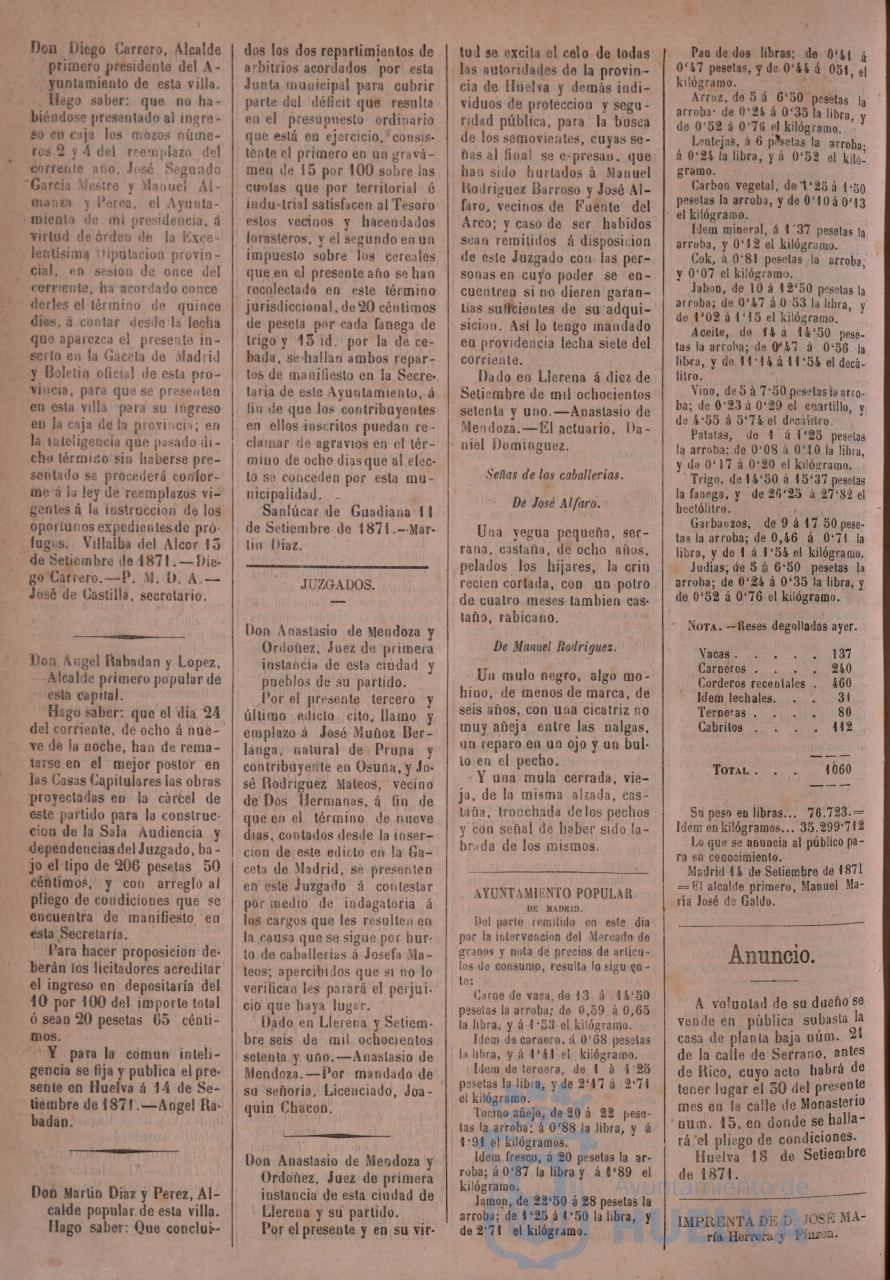 Don Diego Carrero, Alcalde
primero presidente del A-
yuntamiento de esta villa.
Hago saber: que no ha-
biéndose presentado al ingre-
so en caja los mozos núme-
ros 2 y 4 del reemplazo del
corriente año, José Segundo
García Mestre y Manuel Al-
manza y Perea, el Ayunta-
miento de mi presidencia, á
virtud de órden de la Exce-
lentísima Diputacion provin-
cial, en sesion de once del
corriente, ha acordado conce
derles el término de quince
dias, á contar desde la fecha
que aparezca el presente in-
serto en la Gaceta de Madrid
y Boletin oficial de esta pro-
vincia, para que se presenten
en esta villa para su ingreso
en la caja de la provincia; en
la inteligencia que pasado di-
cho término sin haberse pre-
sentado se procederá confor-
me á la ley de reemplazos vi-
gentes á la instruccion de los
oportunos expedientes de pró-
fugos. Villalba del Alcor 13
de Setiembre de 1871.—Die-
go Carrero.—P. M. D. A.—
José de Castilla, secretario.
Don Angel Rabadan y Lopez,
Alcalde primero popular de
esta capital.
Hago saber: que el dia 24
del corriente, de ocho á nue-
ve de la noche, han de rema-
tarse en el mejor postor en
las Casas Capitulares las obras
proyectadas en la cárcel de
este partido para la construc-
cion de la Sala Audiencia y
dependencias del Juzgado, ba-
jo el tipo de 206 pesetas 50
céntimos, y con arreglo al
pliego de condiciones que se
encuentra de manifiesto en
esta Secretaría.
Para hacer proposicion de-
berán los licitadores acreditar
el ingreso en depositaría del
10 por 100 del importe total
ó sean 20 pesetas 65 cénti-
mos.
Y para la comun inteli-
gencia se fija y publica el pre-
sente en Huelva á 14 de Se-
tiembre de 1871.—Angel Ra-
badan.
Don Martin Diaz y Perez, Al-
calde popular de esta villa.
Hago saber: Que conclui-
dos los dos repartimientos de
arbitrios acordados por esta
Junta municipal para cubrir
parte del déficit que resulta
en el presupuesto ordinario
que está en ejercicio, consis-
tente el primero en un gravá-
men de 15 por 100 sobre las
cuotas que por territorial é
industrial satisfacen al Tesoro
estos vecinos y hacendados
forasteros, y el segundo en un
impuesto sobre los cereales
que en el presente año se han
recolectado en este término
jurisdiccional, de 20 céntimos
de peseta por cada fanega de
trigo y 13 id. por la de ce-
bada, se hallan ambos repar-
tos de manifiesto en la Secre-
taria de este Ayuntamiento, á
fin de que los contribuyentes
en ellos inscritos puedan re-
clamar de agravios en el tér-
mino de ocho dias que al efec-
to se conceden por esta mu-
nicipalidad.
Sanlúcar de Guadiana 11
de Setiembre de 1871.—Mar-
tin Diaz.
JUZGADOS.
Don Anastasio de Mendoza y
Ordoñez, Juez de primera
instancia de esta ciudad y
pueblos de su partido.
Por el presente tercero y
último edicto cito, llamo y
emplazo á José Muñoz Ber-
langa, natural de Pruna y
contribuyente en Osuna, y Jo-
sé Rodriguez Mateos, vecino
de Dos Hermanas, á fin de
que en el término de nueve
dias, contados desde la inser-
cion de este edicto en la Ga-
ceta de Madrid, se presenten
en este Juzgado á contestar
por medio de indagatoria á
los cargos que les resulten en
la causa que se sigue por hur-
to de caballerías á Josefa Ma-
teos; apercibidos que si no lo
verifican les parará el perjui-
cio que haya lugar.
Dado en Llerena y Setiem-
bre seis de mil ochocientos
setenta y uno.—Anastasio de
Mendoza.—Por mandado de
su señoria, Licenciado, Joa-
quin Chacon.
Don Anastasio de Mendoza y
Ordoñez, Juez de primera
instancia de esta ciudad de
Llerena y su partido.
Por el presente y en su vir-
tud se excita el celo de todas
las autoridades de la provin-
cia de Huelva y demás indi-
viduos de proteccion y segu-
ridad pública, para la busca
de los semovientes, cuyas se-
ñas al final se espresan, que
han sido hurtados á Manuel
Rodriguez Barroso y José Al-
faro, vecinos de Fuente del
Arco; y caso de ser habidos
sean remitidos á disposicion
de este Juzgado con las per-
sonas en cuyo poder se en-
cuentren si no dieren garan-
tías suficientes de su adqui-
sicion. Así lo tengo mandado
en providencia fecha siete del
corriente.
Dado en Llerena á diez de
Setiembre de mil ochocientos
setenta y uno.—Anastasio de
Mendoza.—El actuario, Da-
niel Dominguez.
Señas de las caballerías.
De José Alfaro.
Una yegua pequeña, ser-
rana, castaña, de ocho años,
pelados los hijares, la crin
recien cortada, con un potro
de cuatro meses tambien cas-
taño, rabicano.
De Manuel Rodriguez.
Un mulo negro, algo mo-
hino, de menos de marca, de
seis años, con una cicatriz no
muy añeja entre las nalgas,
un reparo en un ojo y un bul-
to en el pecho.
Y una mula cerrada, vie-
ja, de la misma alzada, cas-
taña, tronchada de los pechos
y con señal de haber sido la-
brada de los mismos.
AYUNTAMIENTO POPULAR
DE MADRID.
Del parte remitido en este dia
por la intervencion del Mercado de
granos y nota de precios de artícu-
los de consumo, resulta lo siguien-
te:
Carne de vaca, de 13 á 14‘50
pesetas la arroba; de 0,59 á 0,65
la libra, y á 1‘53 el kilógramo.
Idem de carnero, á 0‘68 pesetas
la libra, y á 1‘41 el kilógramo.
Idem de ternera, de 1 á 1‘25
pesetas la libra, y de 2‘17 á 2‘71
el kilógramo.
Tocino añejo, de 20 á 22 pese-
tas la arroba; á 0‘88 la libra, y á
1‘91 el kilógramos.
Idem fresco, á 20 pesetas la ar-
roba; á 0‘87 la libra y á 1‘89 el
kilógramo.
Jamon, de 22‘50 á 28 pesetas la
arroba; de 1‘25 á 1‘50 la libra, y
de 2‘71 el kilógramo.
Pan de dos libras; de 0‘41 á
0‘47 pesetas, y de 0‘44 á 051, el
kilógramo.
Arroz, de 5 á 6‘50 pesetas la
arroba; de 0‘24 á 0‘35 la libra, y
de 0‘52 á 0‘76 el kilógramo.
Lentejas, á 6 pesetas la arroba;
á 0‘24 la libra, y á 0‘52 el kiló-
gramo.
Carbon vegetal, de 1‘25 á 1‘50
pesetas la arroba, y de 0‘10 á 0‘13
el kilógramo.
Idem mineral, á 1‘37 pesetas la
arroba, y 0‘12 el kilógramo.
Cok, á 0‘81 pesetas la arroba,
y 0‘07 el kilógramo.
Jabon, de 10 á 12‘50 pesetas la
arroba; de 0‘47 á 0‘53 la libra, y
de 1‘02 á 1‘15 el kilógramo.
Aceite, de 14 á 14‘50 pese-
tas la arroba; de 0‘47 á 0‘56 la
libra, y de 11‘14 á 11‘54 el decá-
litro.
Vino, de 5 á 7‘50 pesetas la arro-
ba; de 0‘23 á 0‘29 el cuartillo, y
de 4‘55 á 5‘74 el decálitro.
Patatas, de 1 á 1‘25 pesetas
la arroba; de 0‘08 á 0‘10 la libra,
y de 0‘17 á 0‘20 el kilógramo.
Trigo, de 14‘50 á 15‘37 pesetas
la fanega, y de 26‘25 á 27‘82 el
hectólitro.
Garbanzos, de 9 á 17 50 pese-
tas la arroba; de 0,46 á 0‘71 la
libra, y de 1 á 1‘54 el kilógramo.
Judías; de 5 á 6‘50 pesetas la
arroba; de 0‘24 á 0‘35 la libra, y
de 0‘52 á 0‘76 el kilógramo.
NOTA.—Reses degolladas ayer.
Vacas . . . . . 137
Carneros . . . . 240
Corderos recentales . 460
Idem lechales. . . 31
Terneras . . . . 80
Cabritos . . . . 112
TOTAL . . . 1060
Su peso en libras... 76.723.=
Idem en kilógramos... 35.299‘712
Lo que se anuncia al público pa-
ra su conocimiento.
Madrid 14 de Setiembre de 1871
=El alcalde primero, Manuel Ma-
ría José de Galdo.
Anuncio.
A voluntad de su dueño se
vende en pública subasta la
casa de planta baja núm. 21
de la calle de Serrano, antes
de Rico, cuyo acto habrá de
tener lugar el 30 del presente
mes en la calle de Monasterio
num. 15, en donde se halla-
rá el pliego de condiciones.
Huelva 18 de Setiembre
de 1871.
IMPRENTA DE D. JOSÉ MA-
ría Herrera y Pinzon.
Ayuntamiento de
HUELVA